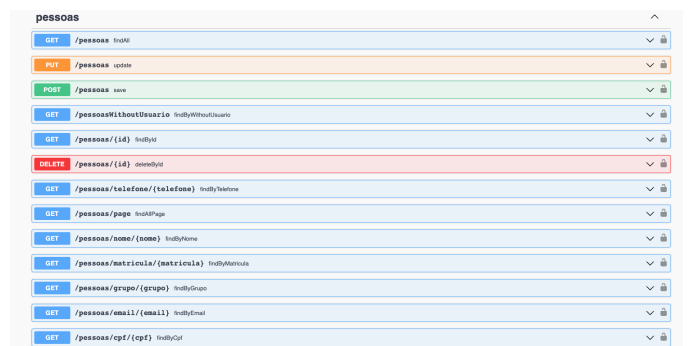 pessoas
GET /pessoas findAll
PUT /pessoas update
POST /pessoas save
GET /pessoasWithoutUsuario findByWithoutUsuario
GET /pessoas/{id} findById
DELETE /pessoas/{id} deleteById
GET /pessoas/telefone/{telefone} findByTelefone
GET /pessoas/page findAllPage
GET /pessoas/nome/{nome} findByNome
GET /pessoas/matricula/{matricula} findByMatricula
GET /pessoas/grupo/{grupo} findByGrupo
GET /pessoas/email/{email} findByEmail
GET /pessoas/cpf/{cpf} findByCpf